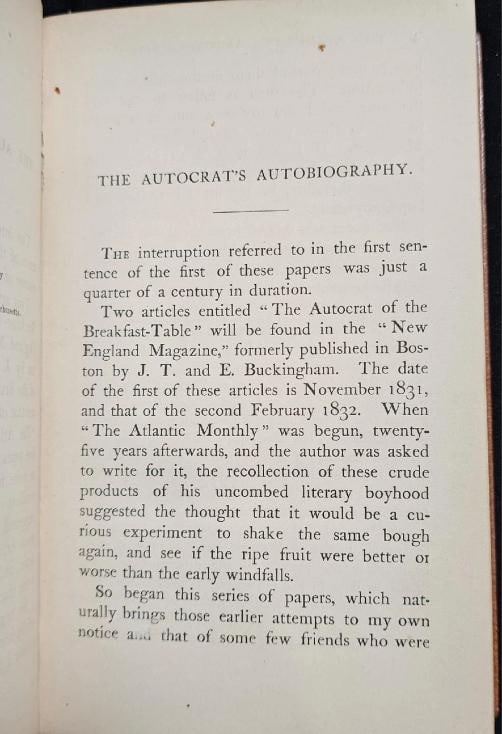 THE AUTOCRAT'S AUTOBIOGRAPHY.
THE interruption referred to in the first sen-
tence of the first of these papers was just a
quarter of a century in duration.
Two articles entitled "The Autocrat of the
Breakfast-Table" will be found in the "New
England Magazine," formerly published in Bos-
ton by J. T. and E. Buckingham. The date
of the first of these articles is November 1831,
and that of the second February 1832. When
"The Atlantic Monthly" was begun, twenty-
five years afterwards, and the author was asked
to write for it, the recollection of these crude
products of his uncombed literary boyhood
suggested the thought that it would be a cu-
rious experiment to shake the same bough
again, and see if the ripe fruit were better or
worse than the early windfalls.
So began this series of papers, which nat-
urally brings those earlier attempts to my own
notice and that of some few friends who were